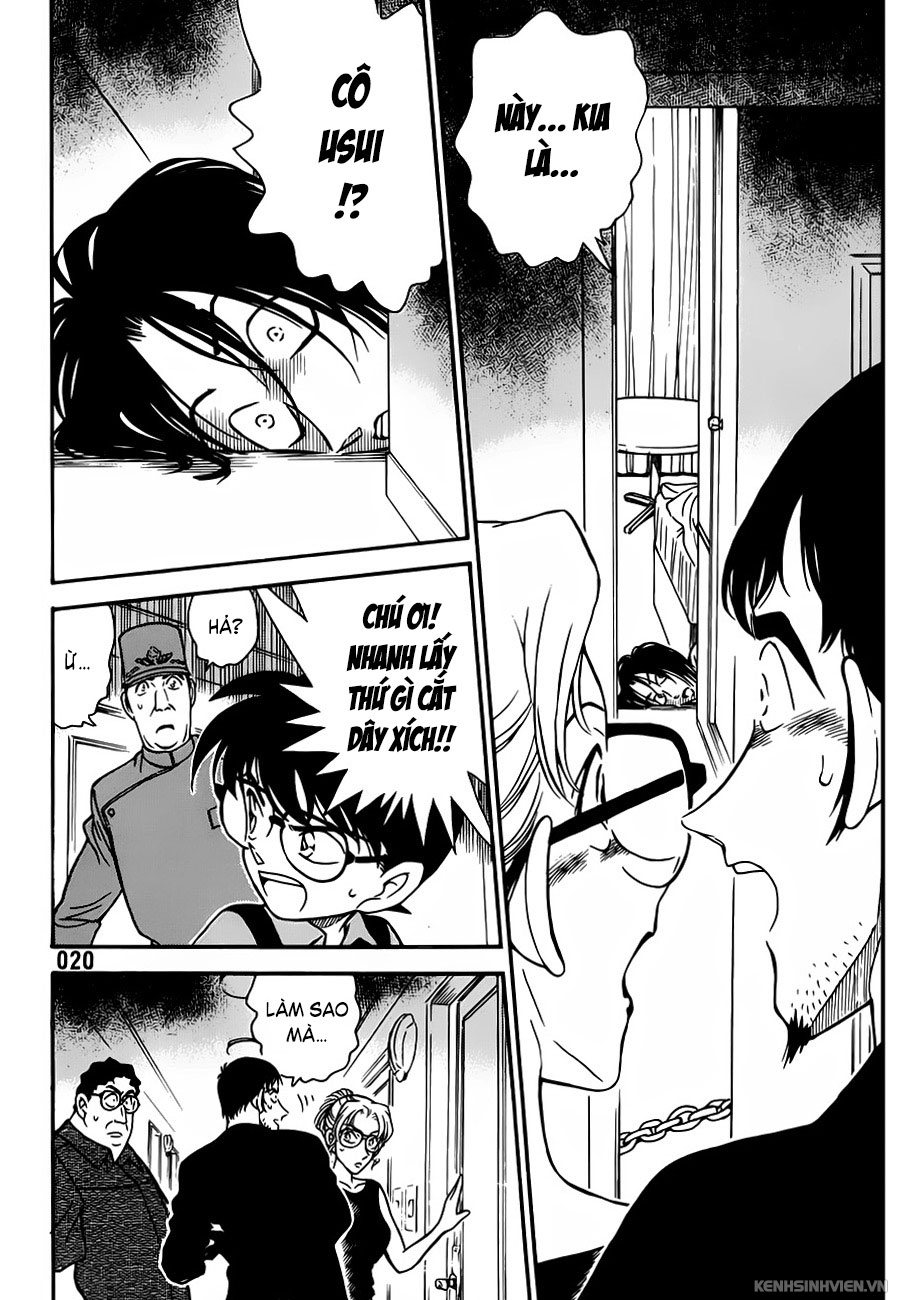 NÀY... KIA
LÀ...
CÔ
USUI
!?
CHÚ ƠI!
NHANH LẤY
THỨ GÌ CẮT
DÂY XÍCH!!
HẢ?
Ừ...
020
LÀM SAO
MÀ...
KENHSINHVIEN.VN